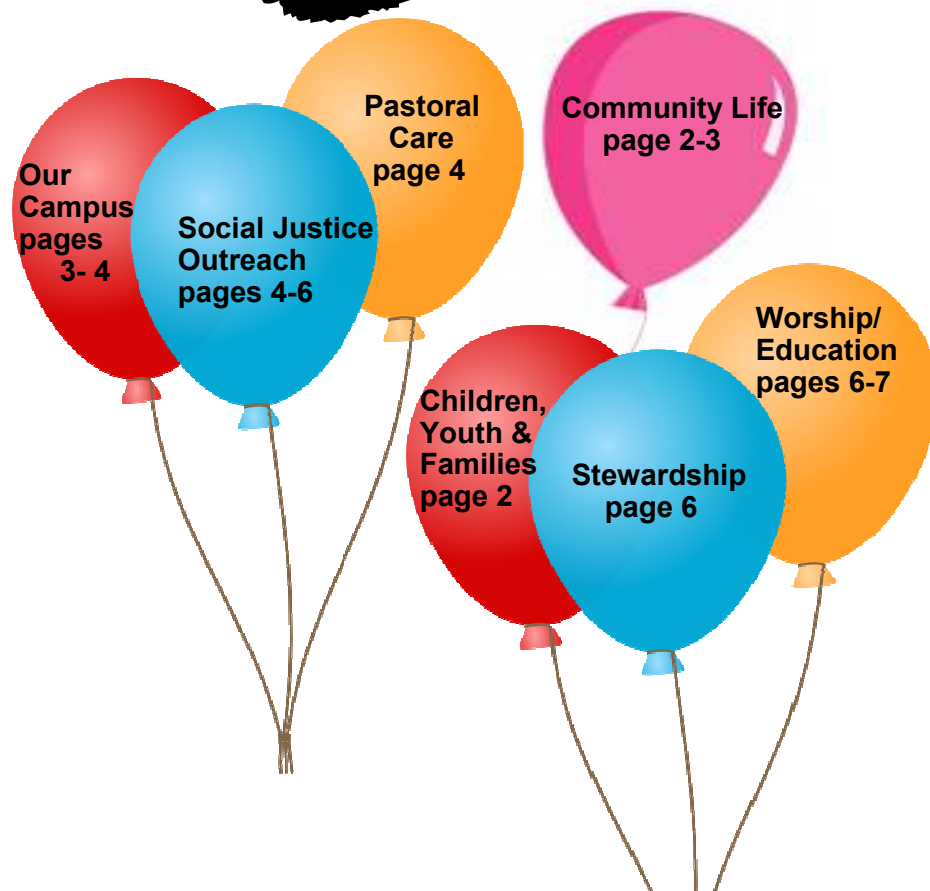 Our
Campus
pages
3- 4
Social Justice
Outreach
pages 4-6
Pastoral
Care
page 4
Community Life
page 2-3
Children,
Youth &
Families
page 2
Stewardship
page 6
Worship/
Education
pages 6-7